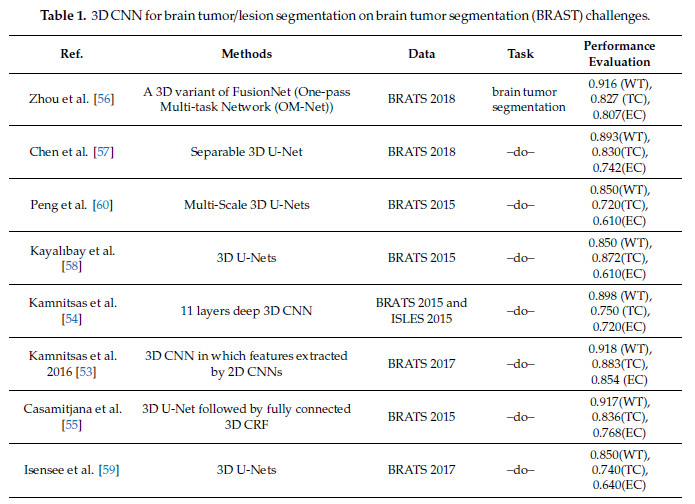 Table 1. 3D CNN for brain tumor/lesion segmentation on brain tumor segmentation (BRAST) challenges.
Ref. Methods Data Task Performance Evaluation
Zhou et al. [56] A 3D variant of FusionNet (One-pass Multi-task Network (OM-Net)) BRATS 2018 brain tumor segmentation 0.916 (WT), 0.827 (TC), 0.807(EC)
Chen et al. [57] Separable 3D U-Net BRATS 2018 –do– 0.893(WT), 0.830(TC), 0.742(EC)
Peng et al. [60] Multi-Scale 3D U-Nets BRATS 2015 –do– 0.850(WT), 0.720(TC), 0.610(EC)
Kayalıbay et al. [58] 3D U-Nets BRATS 2015 –do– 0.850 (WT), 0.872(TC), 0.610(EC)
Kamnitsas et al. [54] 11 layers deep 3D CNN BRATS 2015 and ISLES 2015 –do– 0.898 (WT), 0.750 (TC), 0.720(EC)
Kamnitsas et al. 2016 [53] 3D CNN in which features extracted by 2D CNNs BRATS 2017 –do– 0.918 (WT), 0.883(TC), 0.854 (EC)
Casamitjana et al. [55] 3D U-Net followed by fully connected 3D CRF BRATS 2015 –do– 0.917(WT), 0.836(TC), 0.768(EC)
Isensee et al. [59] 3D U-Nets BRATS 2017 –do– 0.850(WT), 0.740(TC), 0.640(EC)